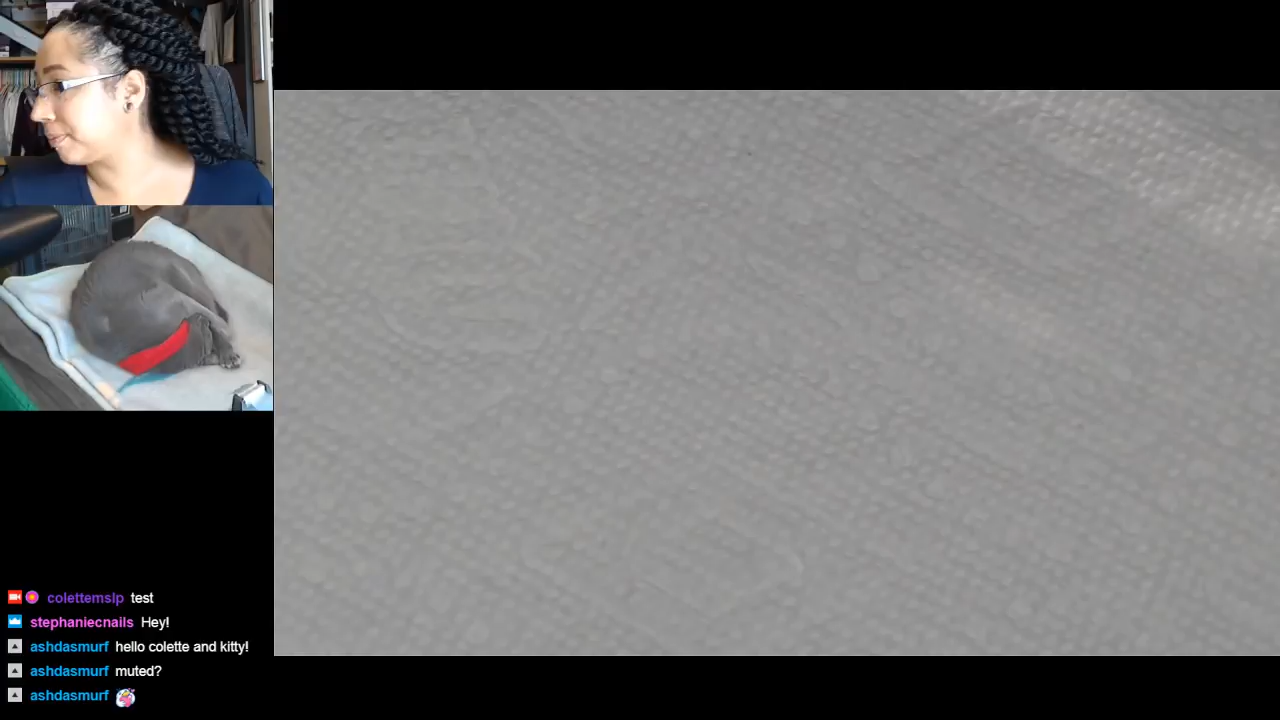 colettemslp test
stephaniecnails Hey!
ashdasmurf hello colette and kitty!
ashdasmurf muted?
ashdasmurf